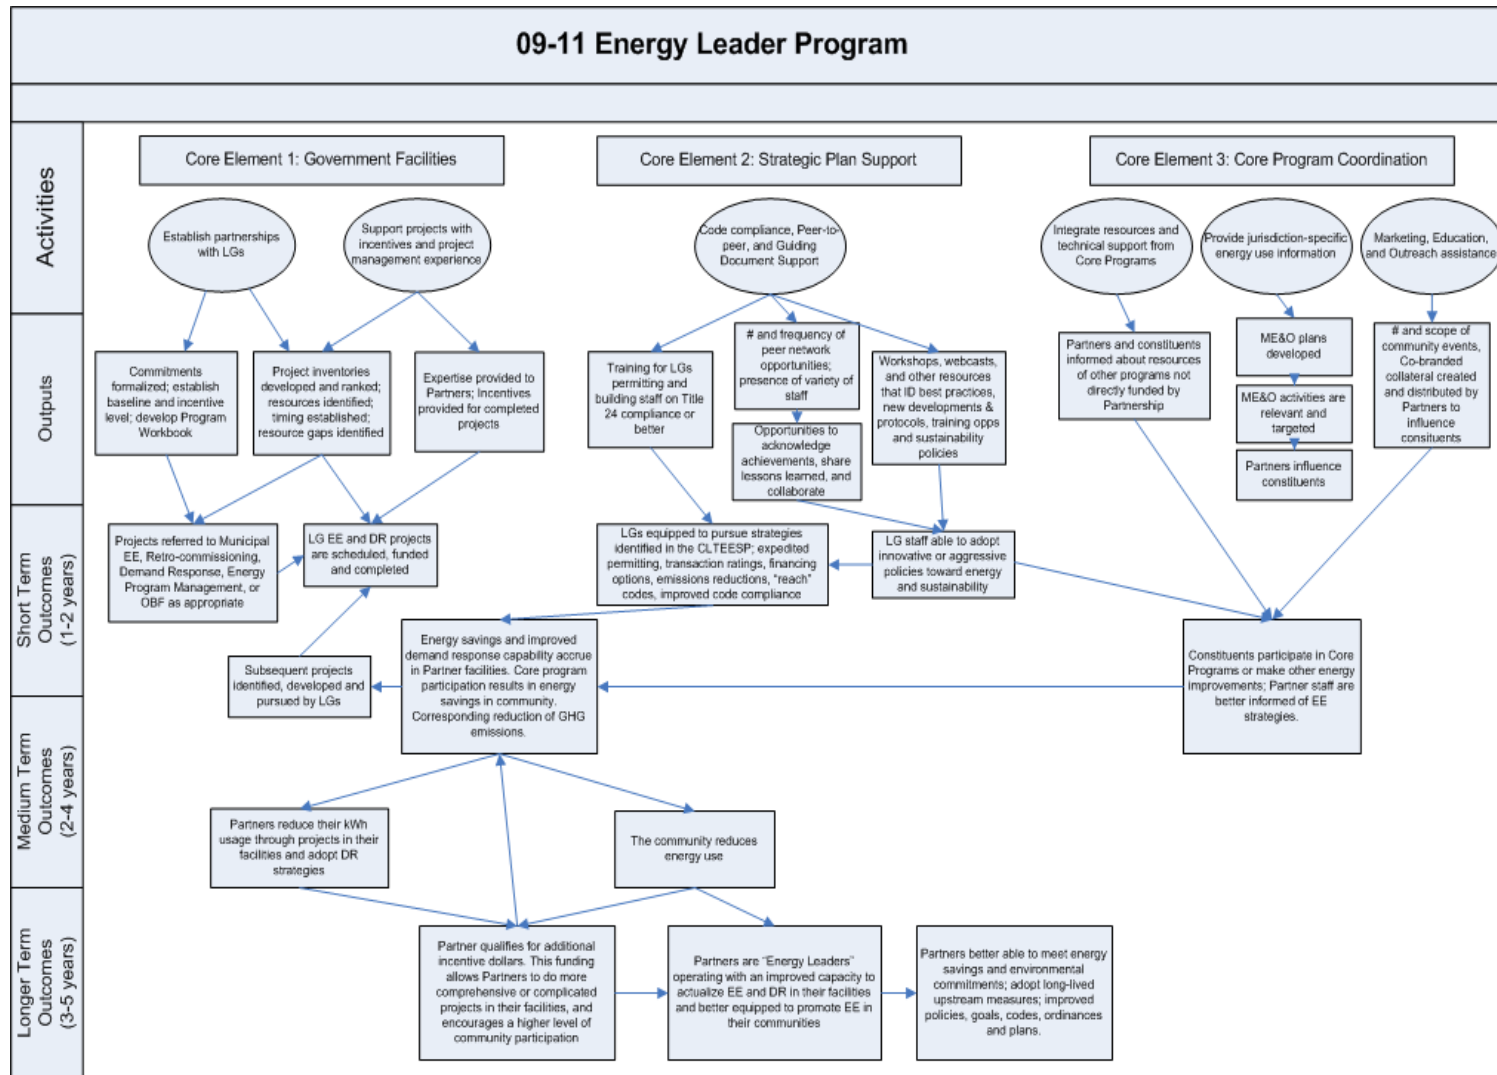 09-11 Energy Leader Program
Activities
Core Element 1: Government Facilities
Core Element 2: Strategic Plan Support
Core Element 3: Core Program Coordination
Establish partnerships
with LGs
Support projects with
incentives and project
management experience
Code compliance, Peer-to-
peer, and Guiding
Document Support
Integrate resources and
technical support from
Core Programs
Provide jurisdiction-specific
energy use information
Marketing, Education,
and Outreach assistance
Outputs
Commitments
formalized; establish
baseline and incentive
level; develop Program
Workbook
Project inventories
developed and ranked;
resources identified;
timing established;
resource gaps identified
Expertise provided to
Partners; Incentives
provided for completed
projects
Training for LGs
permitting and
building staff on Title
24 compliance or
better
# and frequency of
peer network
opportunities;
presence of variety of
staff
Opportunities to
acknowledge
achievements, share
lessons learned, and
collaborate
Workshops, webcasts,
and other resources
that ID best practices,
new developments &
protocols, training opps
and sustainability
policies
Partners and constituents
informed about resources
of other programs not
directly funded by
Partnership
ME&O plans
developed
ME&O activities are
relevant and
targeted
Partners influence
constituents
# and scope of
community events,
Co-branded
collateral created
and distributed by
Partners to
influence
consituents
Short Term
Outcomes
(1-2 years)
Projects referred to Municipal
EE, Retro-commissioning,
Demand Response, Energy
Program Management, or
OBF as appropriate
LG EE and DR projects
are scheduled, funded
and completed
LGs equipped to pursue strategies
identified in the CLTEESP; expedited
permitting, transaction ratings, financing
options, emissions reductions, "reach"
codes, improved code compliance
LG staff able to adopt
innovative or aggressive
policies toward energy
and sustainability
Subsequent projects
identified, developed and
pursued by LGs
Energy savings and improved
demand response capability accrue
in Partner facilities. Core program
participation results in energy
savings in community.
Corresponding reduction of GHG
emissions.
Constituents participate in Core
Programs or make other energy
improvements; Partner staff are
better informed of EE
strategies.
Medium Term
Outcomes
(2-4 years)
Partners reduce their kWh
usage through projects in their
facilities and adopt DR
strategies
The community reduces
energy use
Longer Term
Outcomes
(3-5 years)
Partner qualifies for additional
incentive dollars. This funding
allows Partners to do more
comprehensive or complicated
projects in their facilities, and
encourages a higher level of
community participation
Partners are "Energy Leaders"
operating with an improved capacity to
actualize EE and DR in their facilities
and better equipped to promote EE in
their communities
Partners better able to meet energy
savings and environmental
commitments; adopt long-lived
upstream measures; improved
policies, goals, codes, ordinances
and plans.